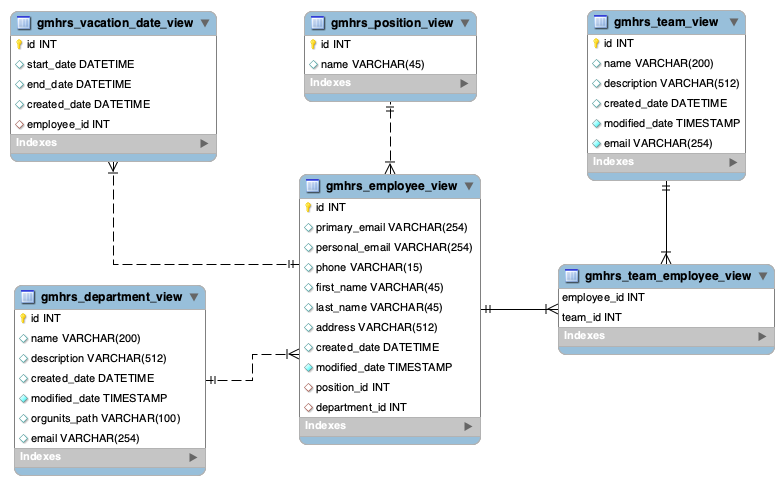 gmhrs_vacation_date_view
id INT
start_date DATETIME
end_date DATETIME
created_date DATETIME
employee_id INT
Indexes
gmhrs_position_view
id INT
name VARCHAR(45)
Indexes
gmhrs_team_view
id INT
name VARCHAR(200)
description VARCHAR(512)
created_date DATETIME
modified_date TIMESTAMP
email VARCHAR(254)
Indexes
gmhrs_employee_view
id INT
primary_email VARCHAR(254)
personal_email VARCHAR(254)
phone VARCHAR(15)
first_name VARCHAR(45)
last_name VARCHAR(45)
address VARCHAR(512)
created_date DATETIME
modified_date TIMESTAMP
position_id INT
department_id INT
Indexes
gmhrs_team_employee_view
employee_id INT
team_id INT
Indexes
gmhrs_department_view
id INT
name VARCHAR(200)
description VARCHAR(512)
created_date DATETIME
modified_date TIMESTAMP
orgunits_path VARCHAR(100)
email VARCHAR(254)
Indexes